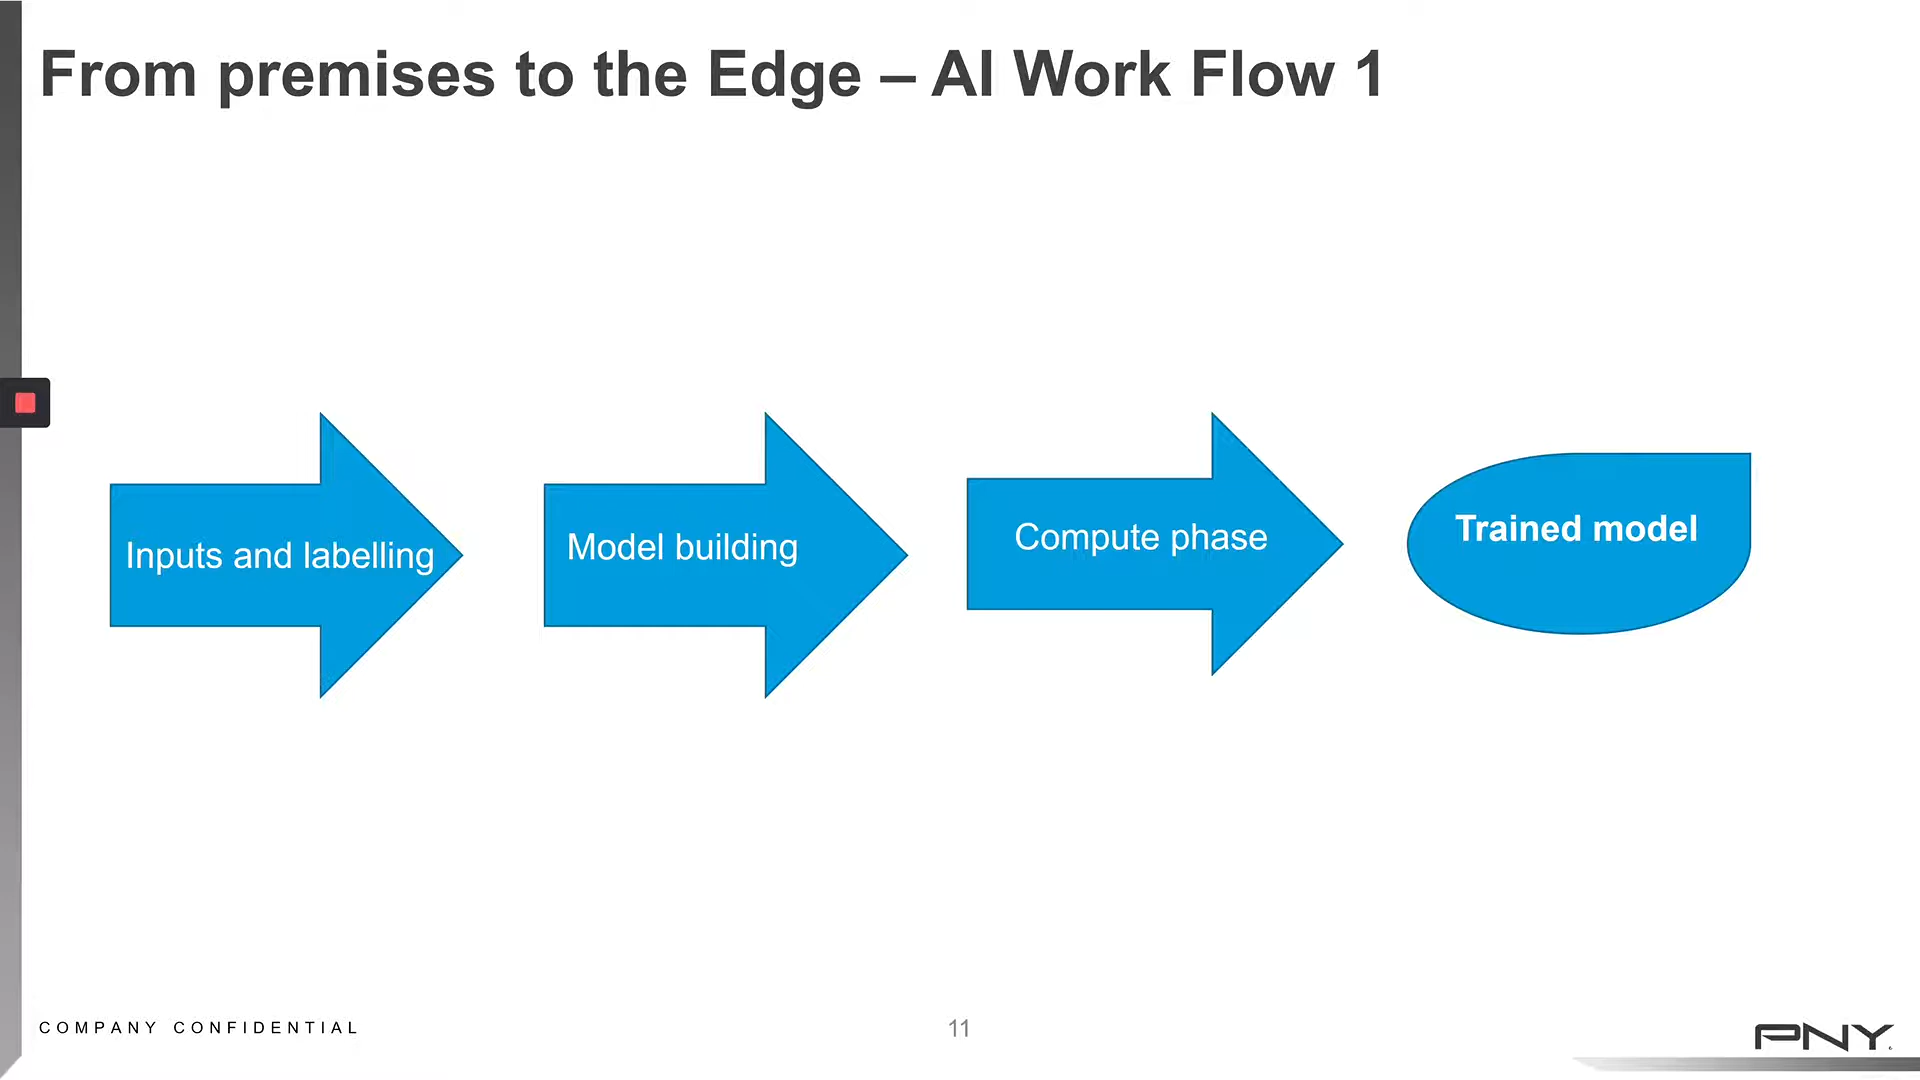 From premises to the Edge – AI Work Flow 1
Inputs and labelling
Model building
Compute phase
Trained model
COMPANY CONFIDENTIAL
11
PNY